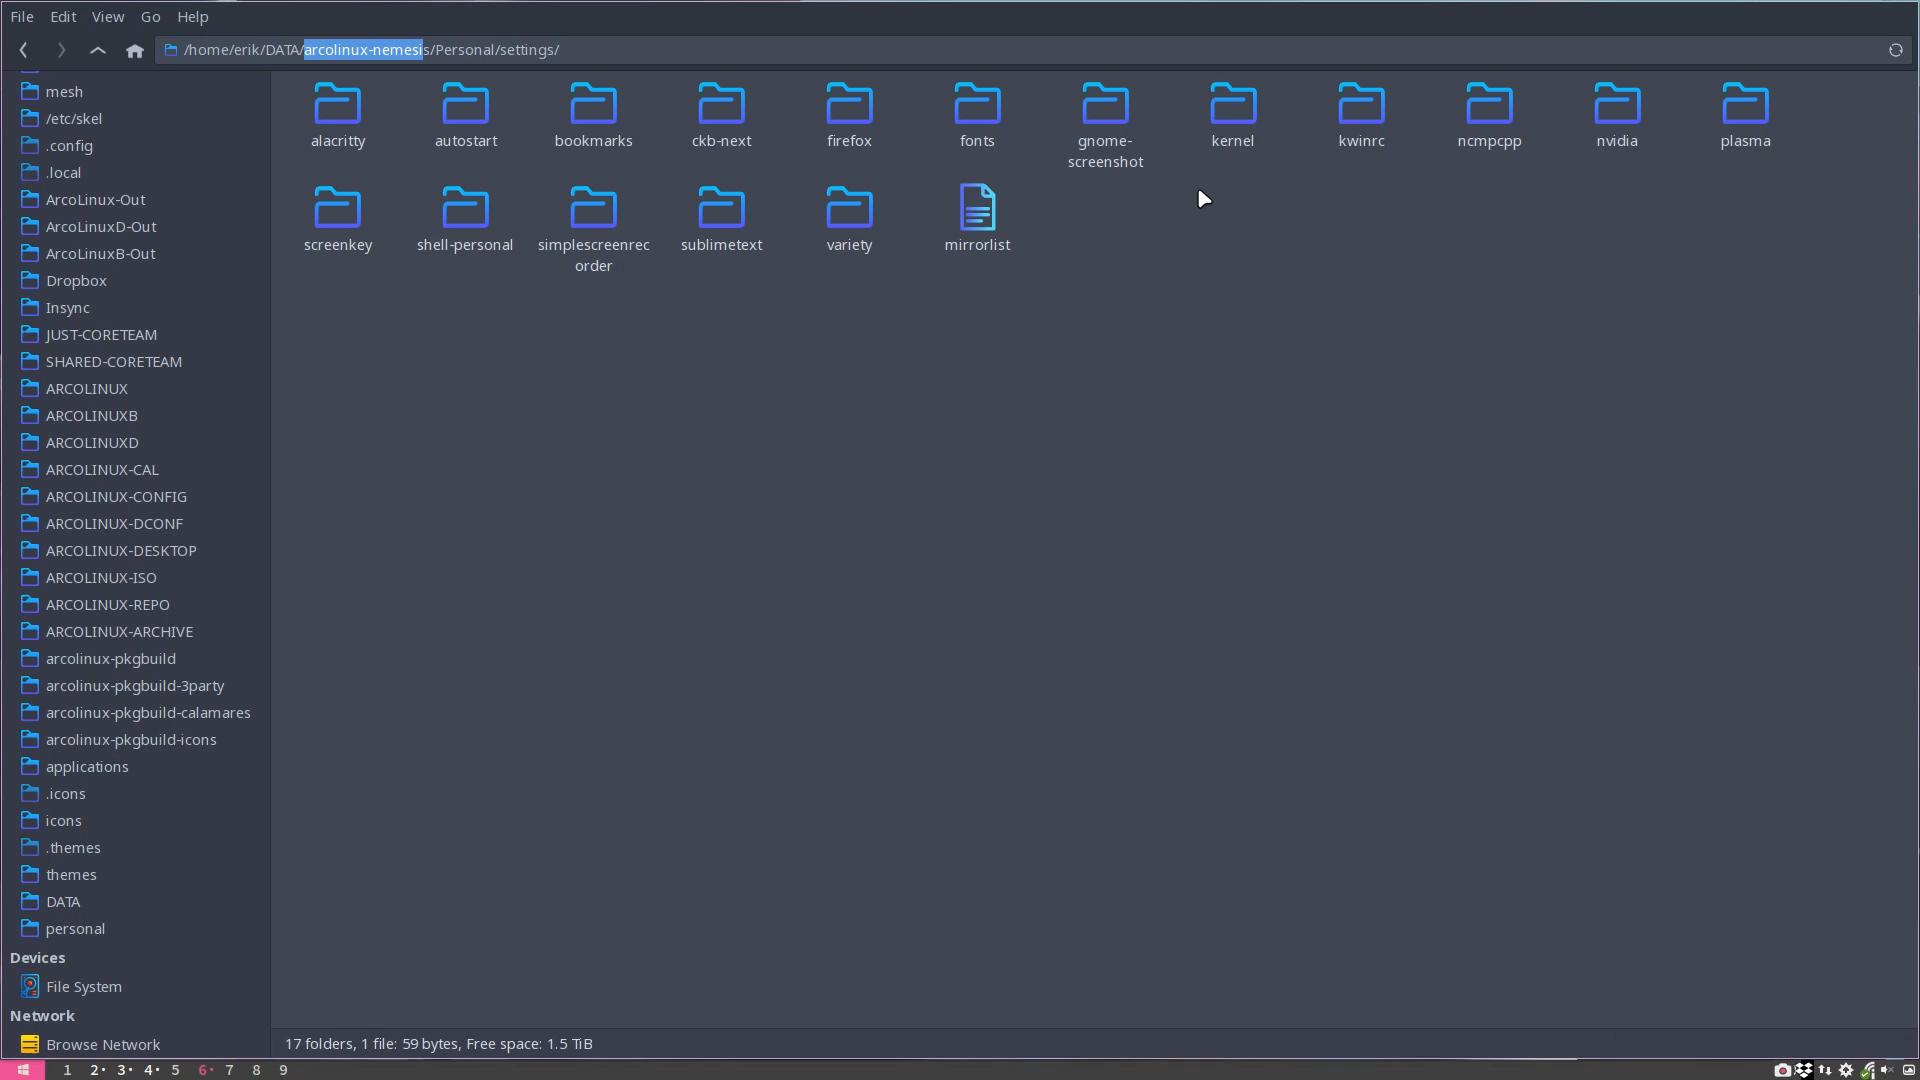 File Edit View Go Help
/home/erik/DATA/arcolinux-nemesis/Personal/settings/
mesh
/etc/skel
.config
.local
ArcoLinux-Out
ArcoLinuxD-Out
ArcoLinuxB-Out
Dropbox
Insync
JUST-CORETEAM
SHARED-CORETEAM
ARCOLINUX
ARCOLINUXB
ARCOLINUXD
ARCOLINUX-CAL
ARCOLINUX-CONFIG
ARCOLINUX-DCONF
ARCOLINUX-DESKTOP
ARCOLINUX-ISO
ARCOLINUX-REPO
ARCOLINUX-ARCHIVE
arcolinux-pkgbuild
arcolinux-pkgbuild-3party
arcolinux-pkgbuild-calamares
arcolinux-pkgbuild-icons
applications
.icons
icons
.themes
themes
DATA
personal
Devices
File System
Network
Browse Network
alacritty autostart bookmarks ckb-next firefox fonts gnome- kernel kwinrc ncmpcpp nvidia plasma
screenshot
screenkey shell-personal simplescreenrec sublimetext variety mirrorlist
order
17 folders, 1 file: 59 bytes, Free space: 1.5 TiB
1 2· 3· 4· 5 6· 7 8 9